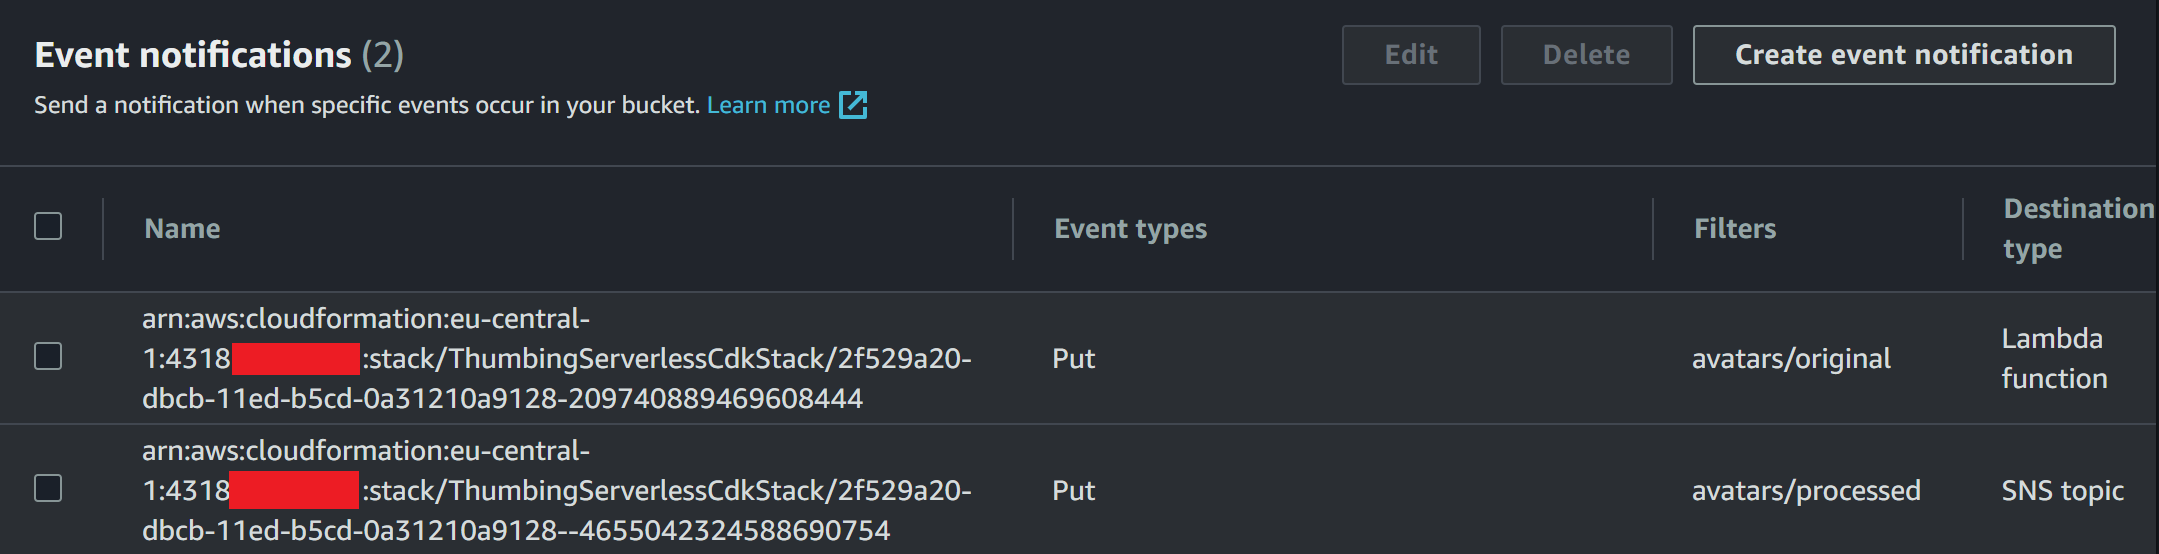 Event notifications (2)
Edit
Delete
Create event notification
Send a notification when specific events occur in your bucket. Learn more
Name
Event types
Filters
Destination
type
arn:aws:cloudformation:eu-central-
1:4318 :stack/ThumbingServerlessCdkStack/2f529a20-
dbcb-11ed-b5cd-0a31210a9128-209740889469608444
Put
avatars/original
Lambda
function
arn:aws:cloudformation:eu-central-
1:4318 :stack/ThumbingServerlessCdkStack/2f529a20-
dbcb-11ed-b5cd-0a31210a9128--4655042324588690754
Put
avatars/processed
SNS topic